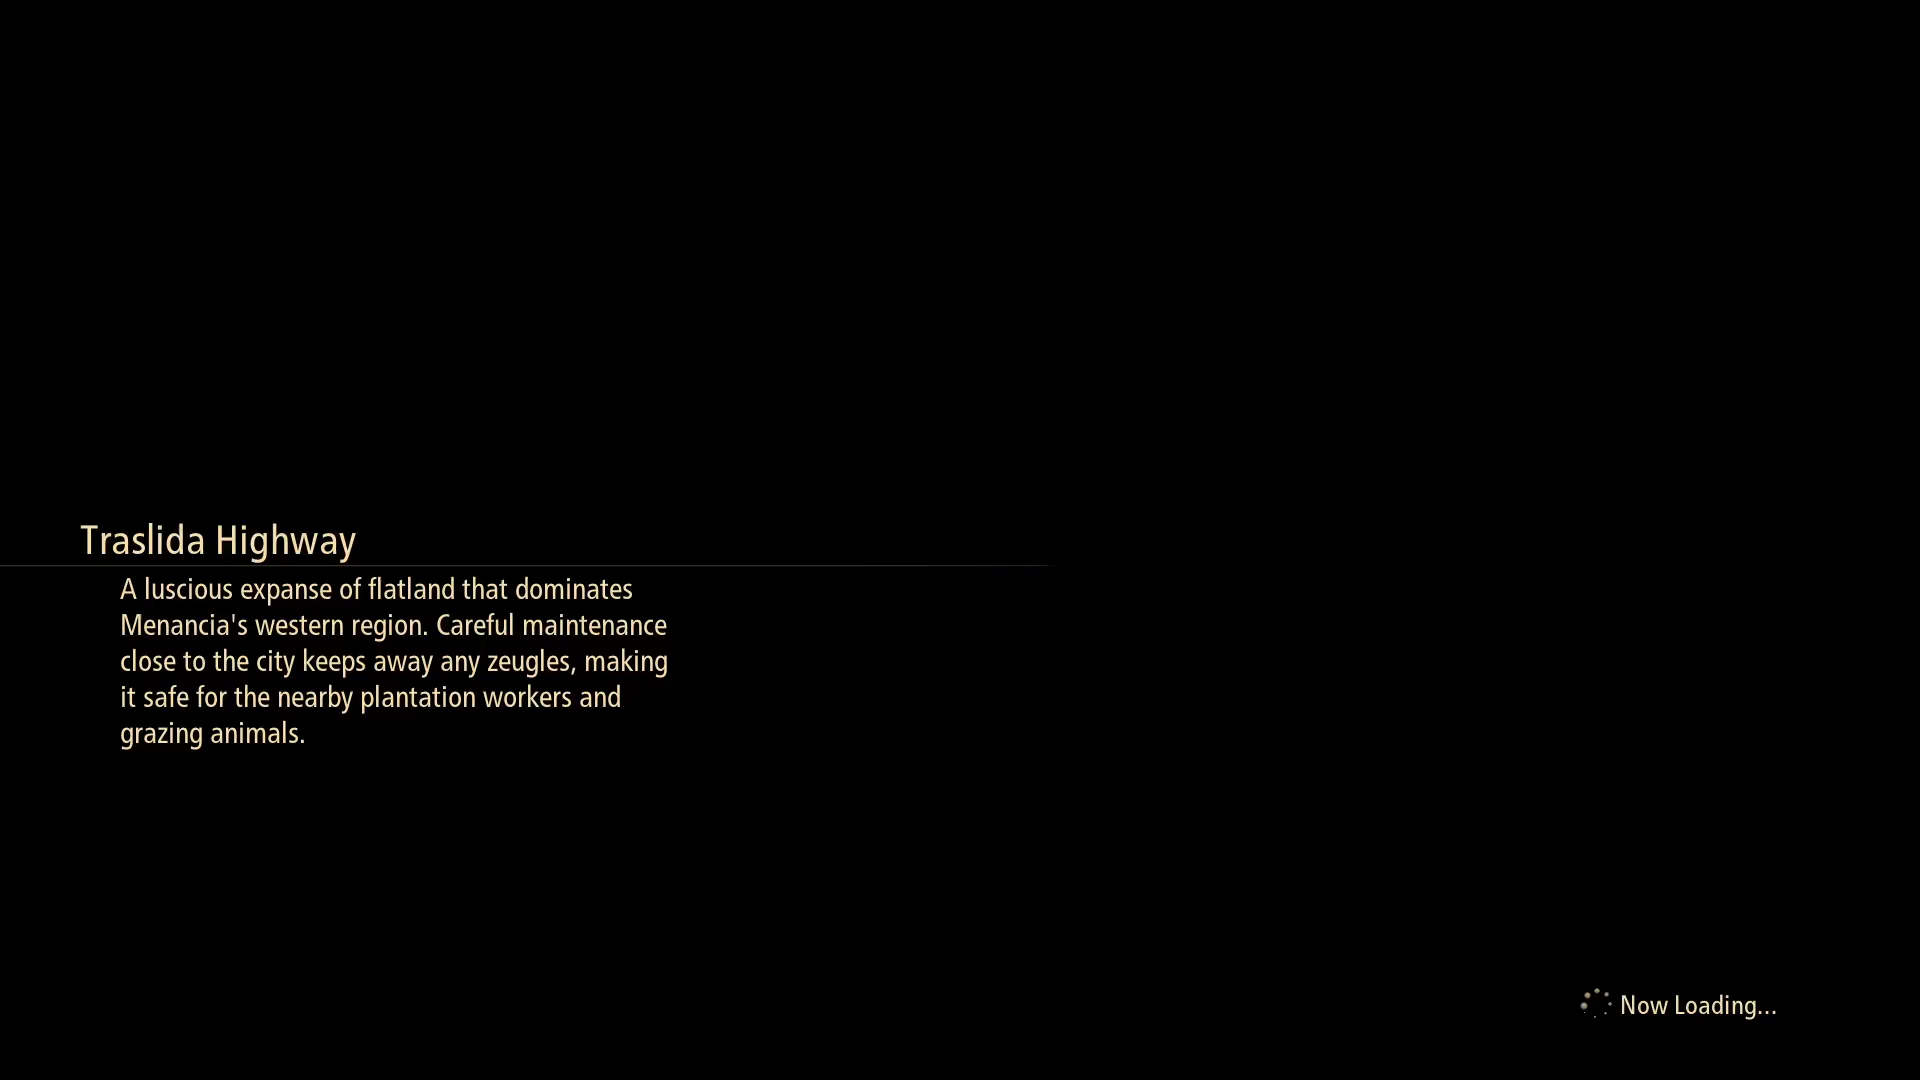 Traslida Highway
A luscious expanse of flatland that dominates
Menancia's western region. Careful maintenance
close to the city keeps away any zeugles, making
it safe for the nearby plantation workers and
grazing animals.
Now Loading...